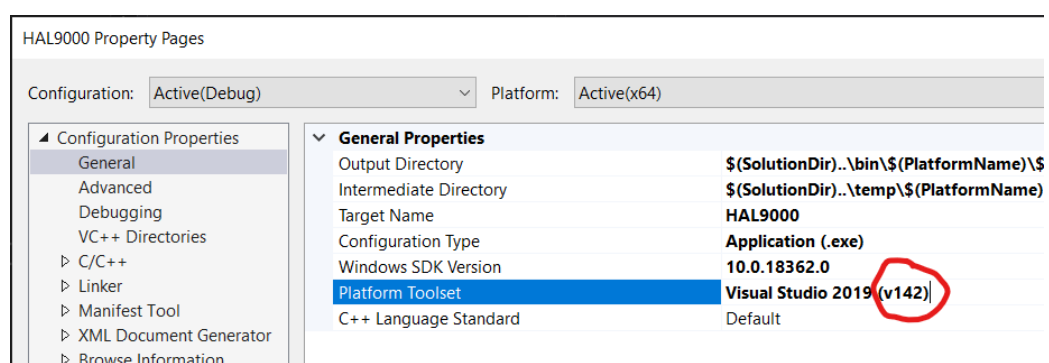 HAL9000 Property Pages
Configuration: Active(Debug) Platform: Active(x64)
Configuration Properties
General
Advanced
Debugging
VC++ Directories
C/C++
Linker
Manifest Tool
XML Document Generator
Browse Information
General Properties
Output Directory $(SolutionDir)..\bin\$(PlatformName)\$
Intermediate Directory $(SolutionDir)..\temp\$(PlatformName)
Target Name HAL9000
Configuration Type Application (.exe)
Windows SDK Version 10.0.18362.0
Platform Toolset Visual Studio 2019 (v142)
C++ Language Standard Default